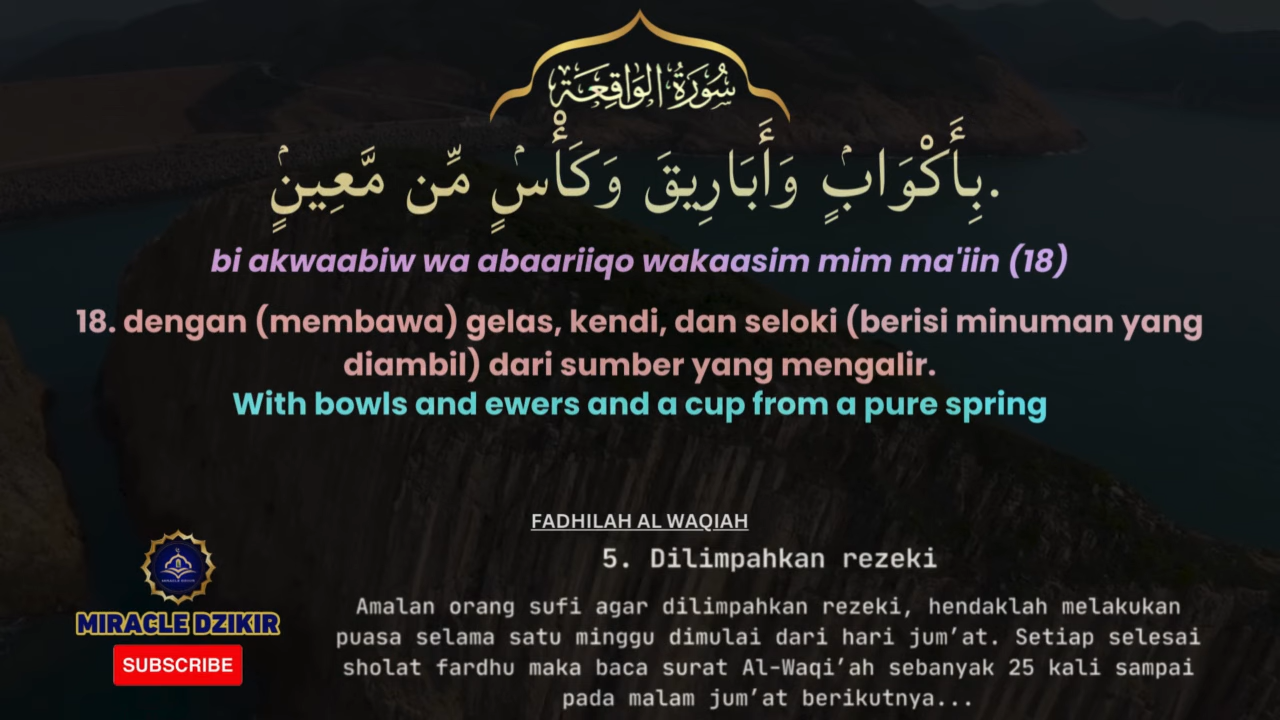 سُورَةُ الوَاقِعَة
بِأَكْوَابٍۢ وَأَبَارِيقَ وَكَأْسٍۢ مِّن مَّعِينٍۢ.
bi akwaabiw wa abaariiqo wakaasim mim ma'iin (18)
18. dengan (membawa) gelas, kendi, dan seloki (berisi minuman yang
diambil) dari sumber yang mengalir.
With bowls and ewers and a cup from a pure spring
FADHILAH AL WAQIAH
5. Dilimpahkan rezeki
Amalan orang sufi agar dilimpahkan rezeki, hendaklah melakukan
puasa selama satu minggu dimulai dari hari jum’at. Setiap selesai
sholat fardhu maka baca surat Al-Waqi’ah sebanyak 25 kali sampai
pada malam jum’at berikutnya...
MIRACLE DZIKIR
MIRACLE DZIKIR
SUBSCRIBE